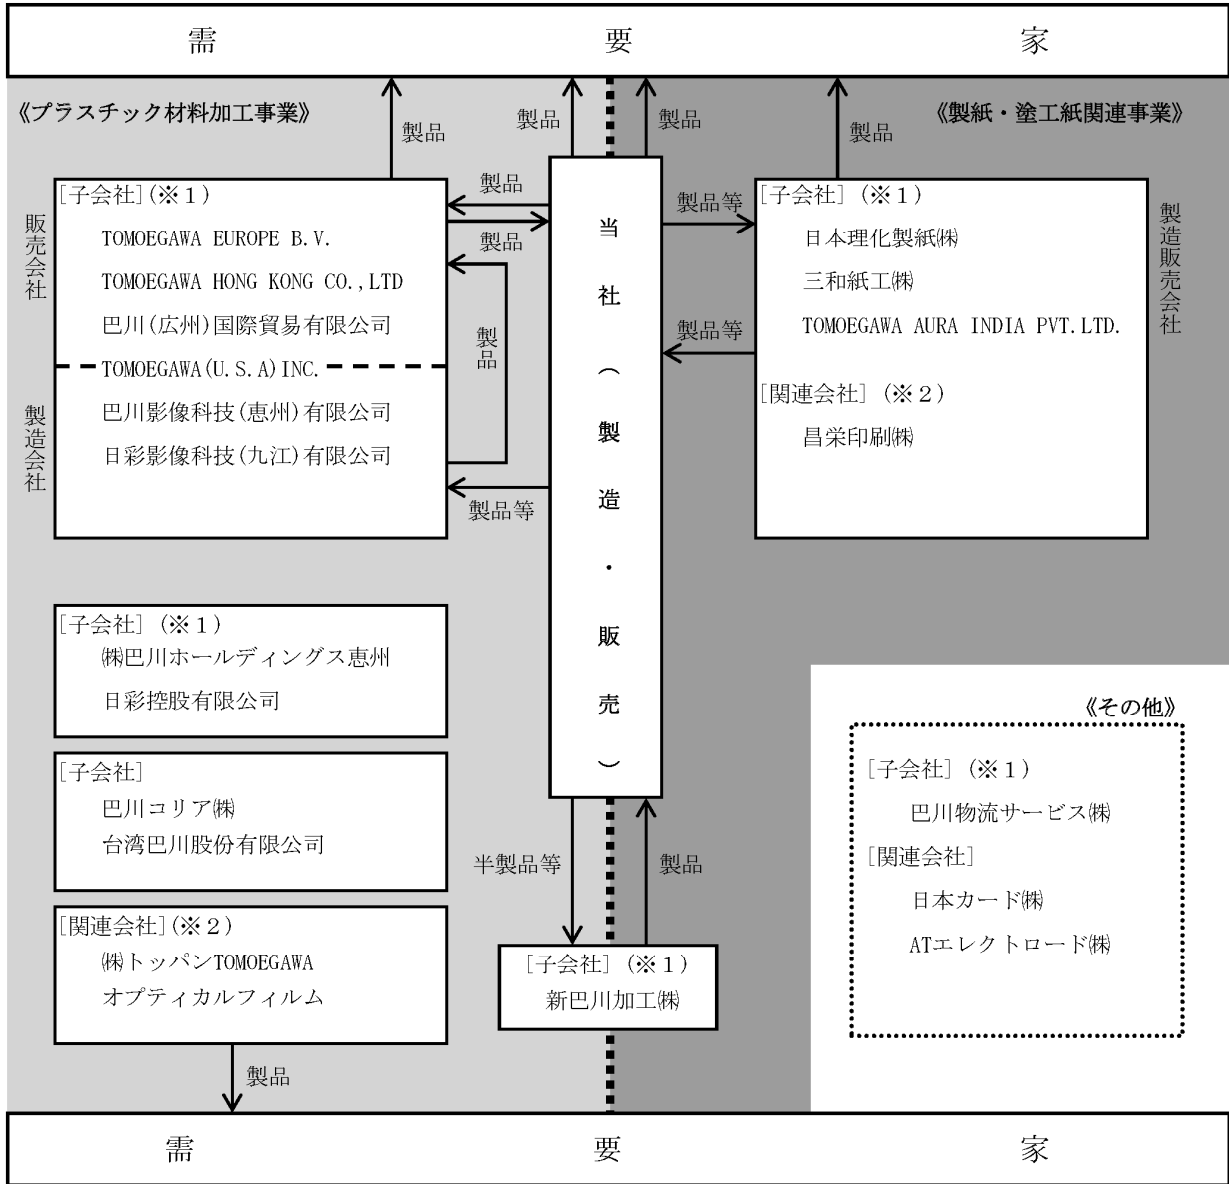 需 要 家
《プラスチック材料加工事業》
《製紙・塗工紙関連事業》
製品
製品
製品
製品
販売会社
製造会社
[子会社](※1)
TOMOEGAWA EUROPE B.V.
TOMOEGAWA HONG KONG CO.,LTD
巴川(広州)国際貿易有限公司
TOMOEGAWA(U.S.A)INC.
巴川影像科技(恵州)有限公司
日彩影像科技(九江)有限公司
製品
製品
製品
製品等
当社(製造・販売)
製品等
製品等
[子会社](※1)
日本理化製紙㈱
三和紙工㈱
TOMOEGAWA AURA INDIA PVT.LTD.
[関連会社](※2)
昌栄印刷㈱
製造販売会社
[子会社](※1)
㈱巴川ホールディングス恵州
日彩控股有限公司
[子会社]
巴川コリア㈱
台湾巴川股份有限公司
[関連会社](※2)
㈱トッパンTOMOEGAWA
オプティカルフィルム
製品
半製品等
製品
[子会社](※1)
新巴川加工㈱
《その他》
[子会社](※1)
巴川物流サービス㈱
[関連会社]
日本カード㈱
ATエレクトロード㈱
需 要 家